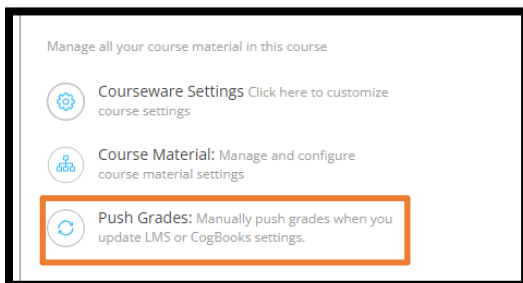 Manage all your course material in this course
Courseware Settings Click here to customize
course settings
Course Material: Manage and configure
course material settings
Push Grades: Manually push grades when you
update LMS or CogBooks settings.